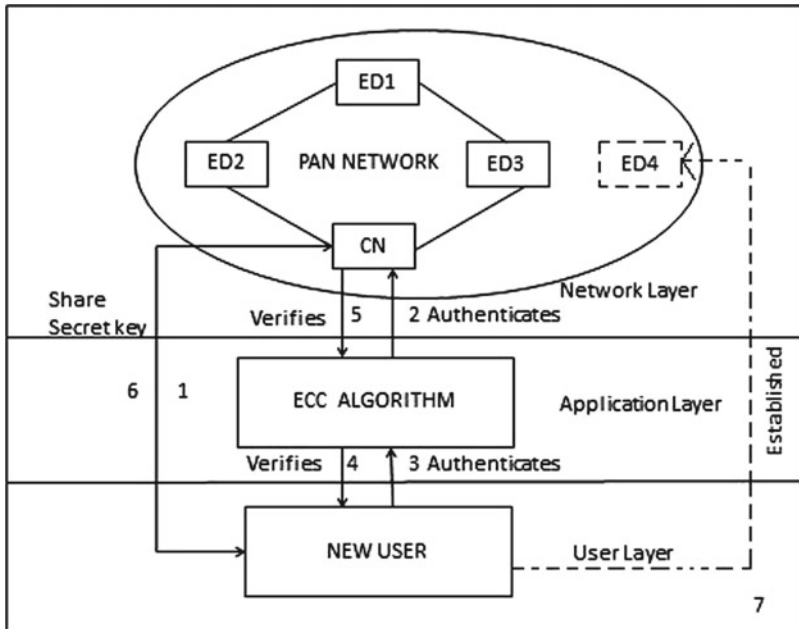 ED1
ED2
PAN NETWORK
ED3
ED4
CN
Network Layer
Share
Secret key
Verifies
5
2 Authenticates
6
1
ECC ALGORITHM
Application Layer
Established
Verifies
4
3 Authenticates
NEW USER
User Layer
7